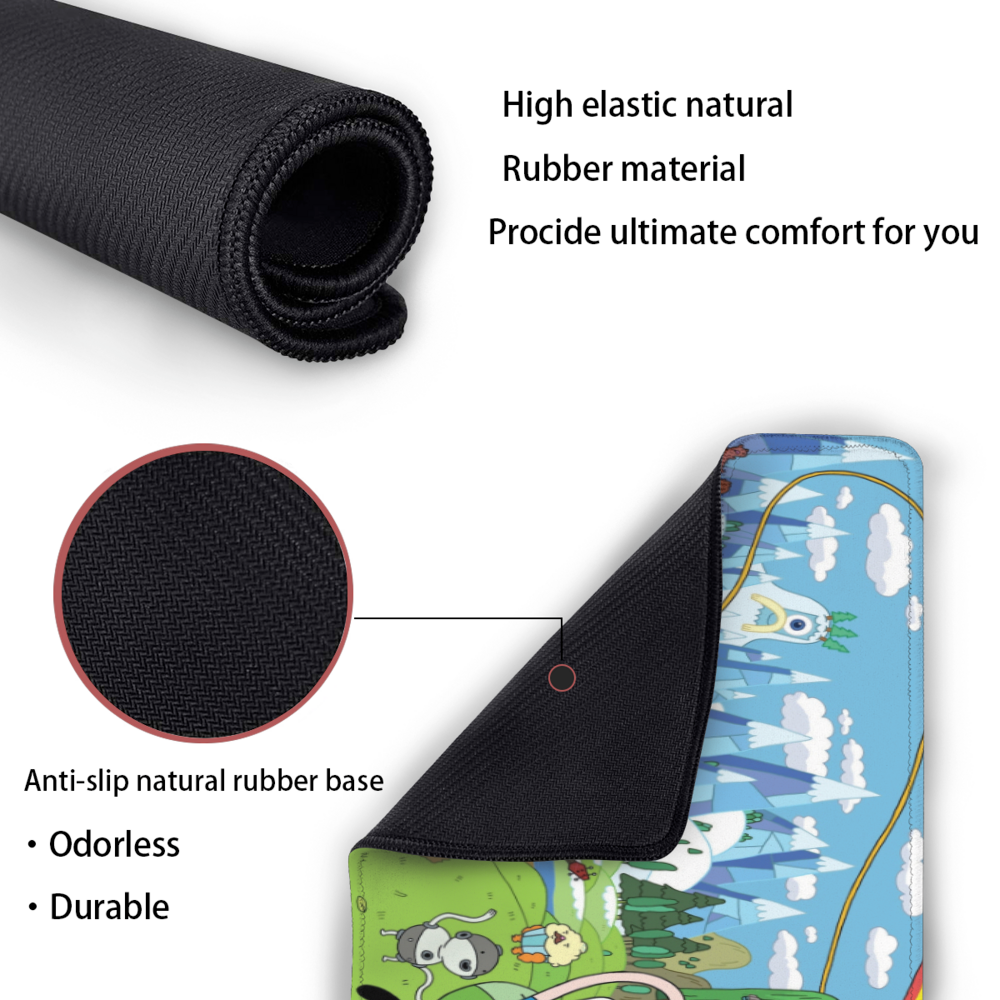 High elastic natural
Rubber material
Procide ultimate comfort for you
Anti-slip natural rubber base
・Odorless
・Durable